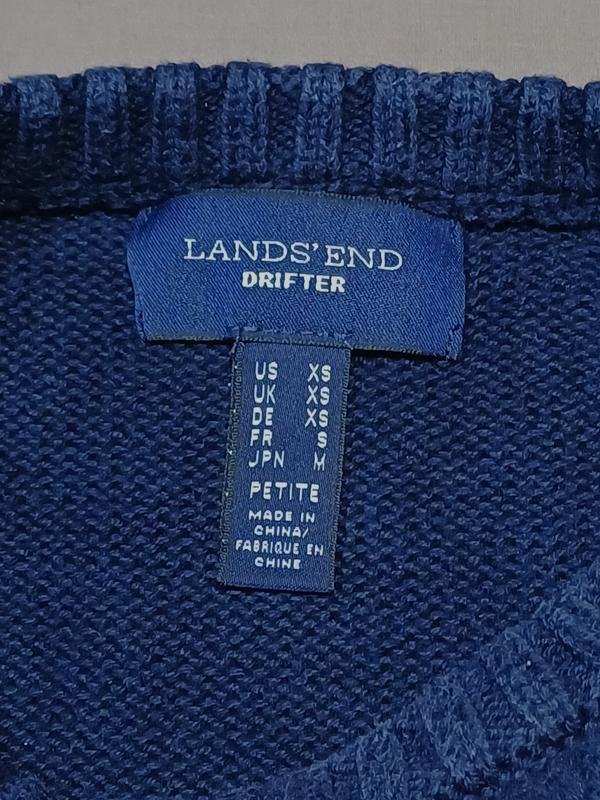 LANDS' END
DRIFTER
US XS
UK XS
DE XS
FR S
JPN M
PETITE
MADE IN
CHINA/
FABRIQUE EN
CHINE